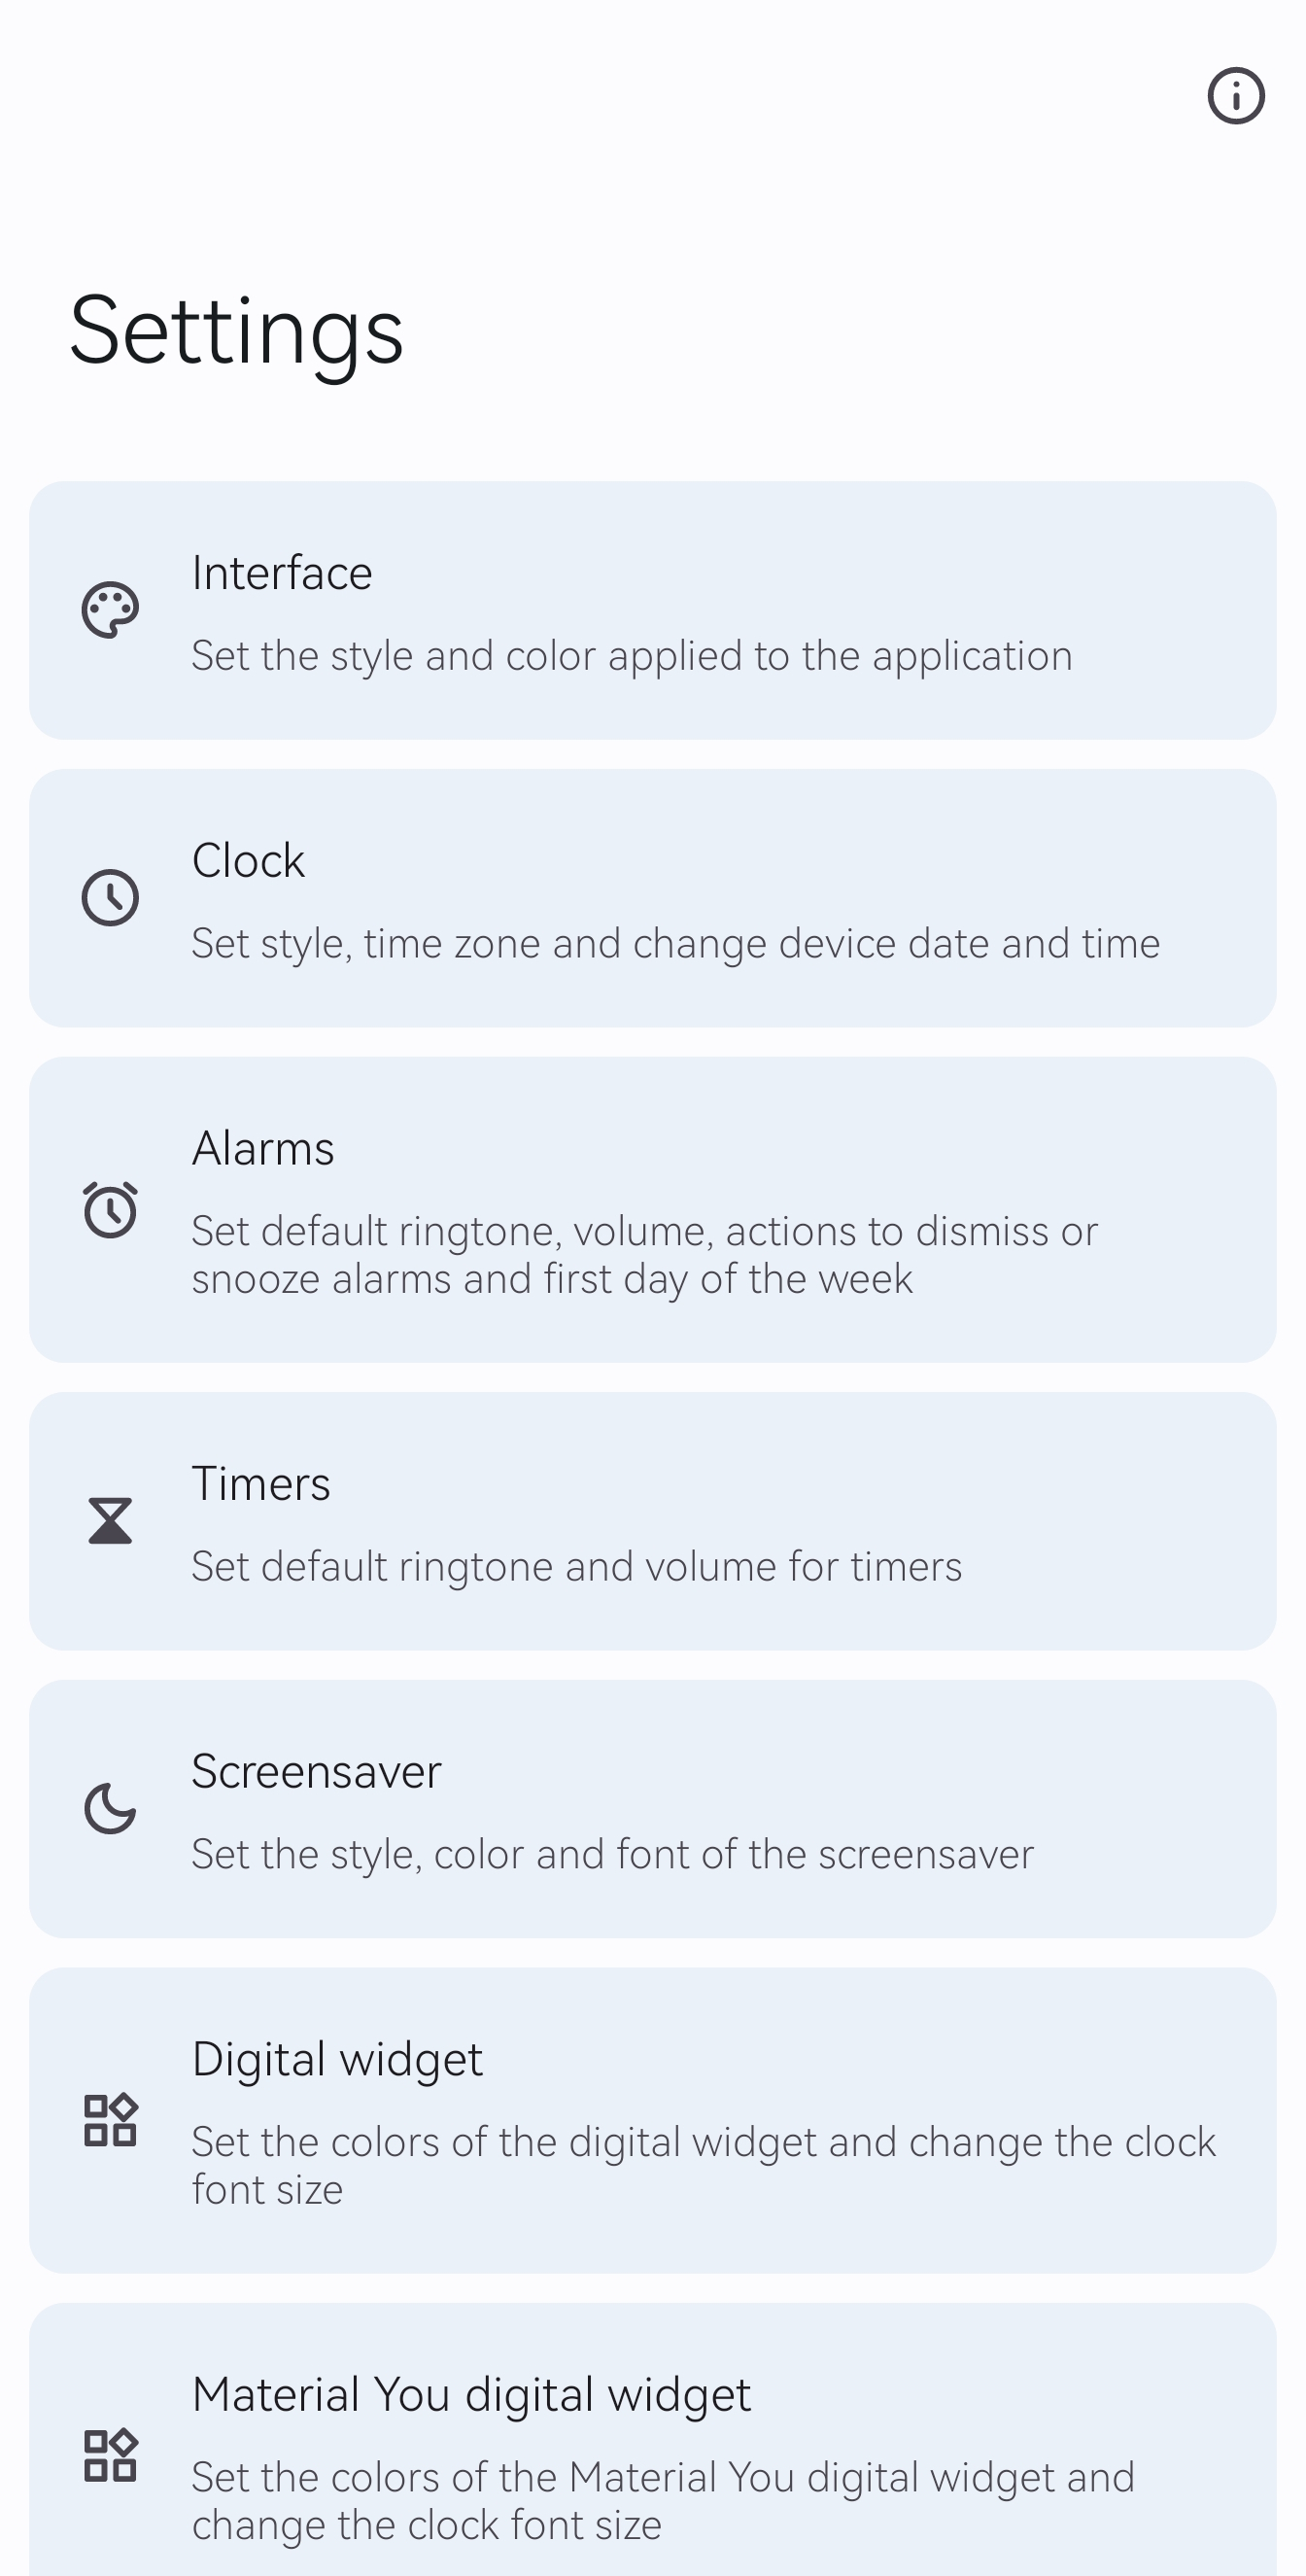 Settings
Interface
Set the style and color applied to the application
Clock
Set style, time zone and change device date and time
Alarms
Set default ringtone, volume, actions to dismiss or
snooze alarms and first day of the week
Timers
Set default ringtone and volume for timers
Screensaver
Set the style, color and font of the screensaver
Digital widget
Set the colors of the digital widget and change the clock
font size
Material You digital widget
Set the colors of the Material You digital widget and
change the clock font size